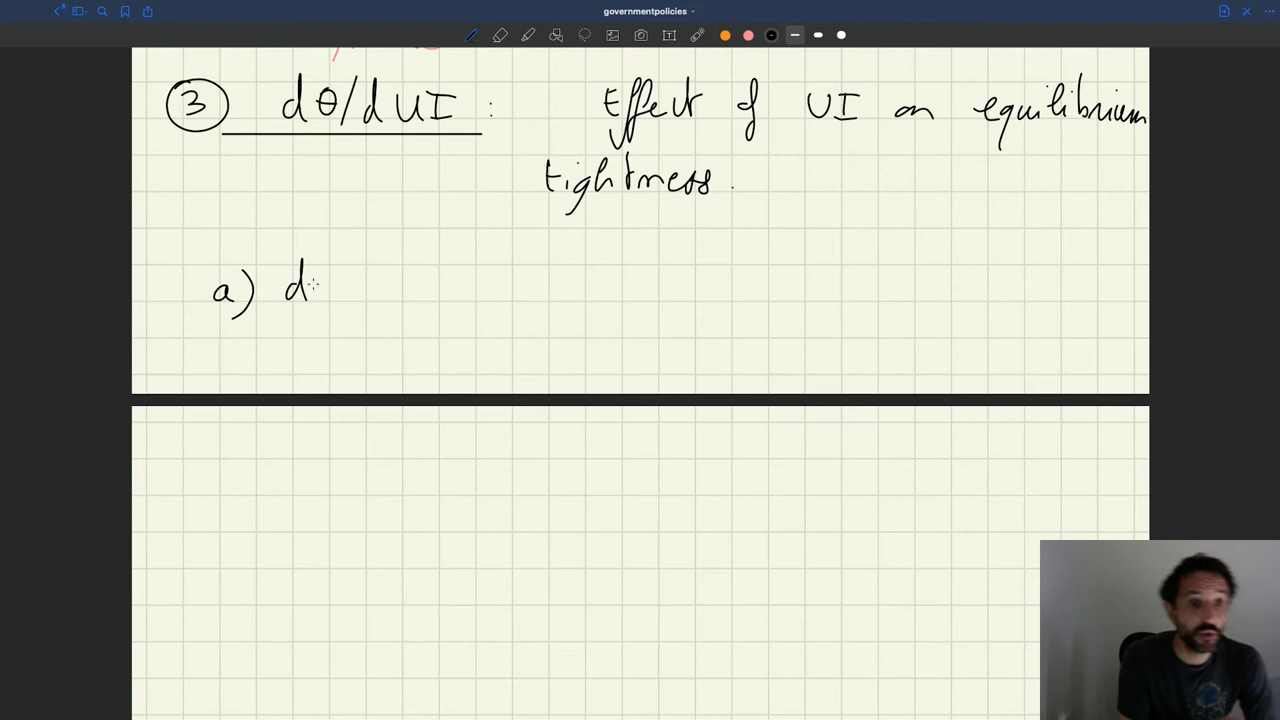 governmentpolicies
③ dθ/dUI : Effect of UI on equilibrium
tightness.
a) d